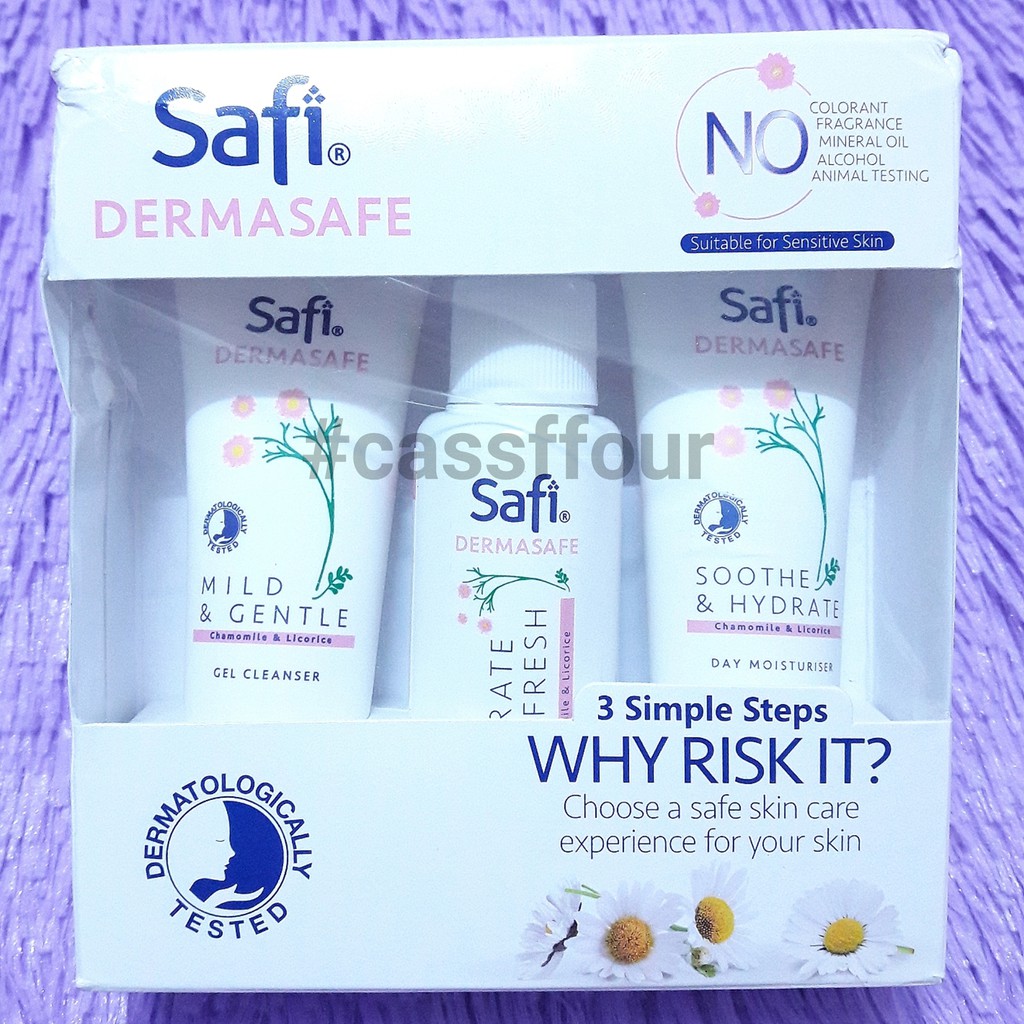 Safi®
DERMASAFE
NO
COLORANT
FRAGRANCE
MINERAL OIL
ALCOHOL
ANIMAL TESTING
Suitable for Sensitive Skin
Safi®
DERMASAFE
DERMATOLOGICALLY
TESTED
MILD
& GENTLE
Chamomile & Licorice
GEL CLEANSER
#cassffour
Safi®
DERMASAFE
RATE
FRESH
& Licorice
Safi®
DERMASAFE
DERMATOLOGICALLY
TESTED
SOOTHE
& HYDRATE
Chamomile & Licorice
DAY MOISTURISER
3 Simple Steps
WHY RISK IT?
Choose a safe skin care
experience for your skin
DERMATOLOGICALLY
TESTED